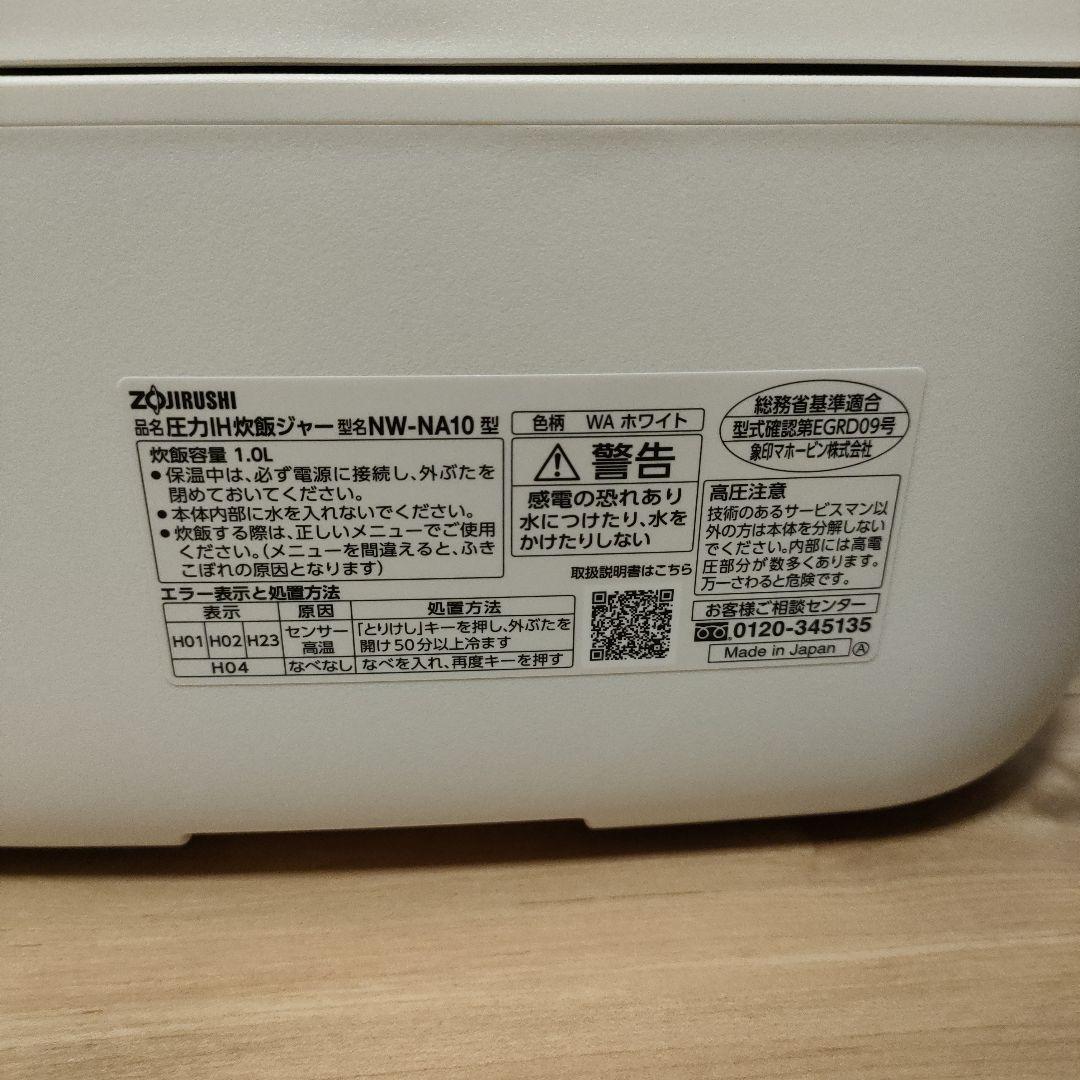 ZOJIRUSHI
品名 圧力IH炊飯ジャー 型名 NW-NA10 型
炊飯容量 1.0L
●保温中は、必ず電源に接続し、外ぶたを
閉めておいてください。
●本体内部に水を入れないでください。
●炊飯する際は、正しいメニューでご使用
ください。(メニューを間違えると、ふき
こぼれの原因となります)
エラー表示と処置方法
表示 原因 処置方法
H01 H02 H23 センサー高温 「とりけし」キーを押し、外ぶたを
開け50分以上冷ます
H04 なべなし なべを入れ、再度キーを押す
色柄 WA ホワイト
警告
感電の恐れあり
水につけたり、水を
かけたりしない
取扱説明書はこちら
総務省基準適合
型式確認第EGRD09号
象印マホービン株式会社
高圧注意
技術のあるサービスマン以
外の方は本体を分解しない
でください。内部には高電
圧部分が数多くあります。
万一さわると危険です。
お客様ご相談センター
0120-345135
Made in Japan Ⓐ